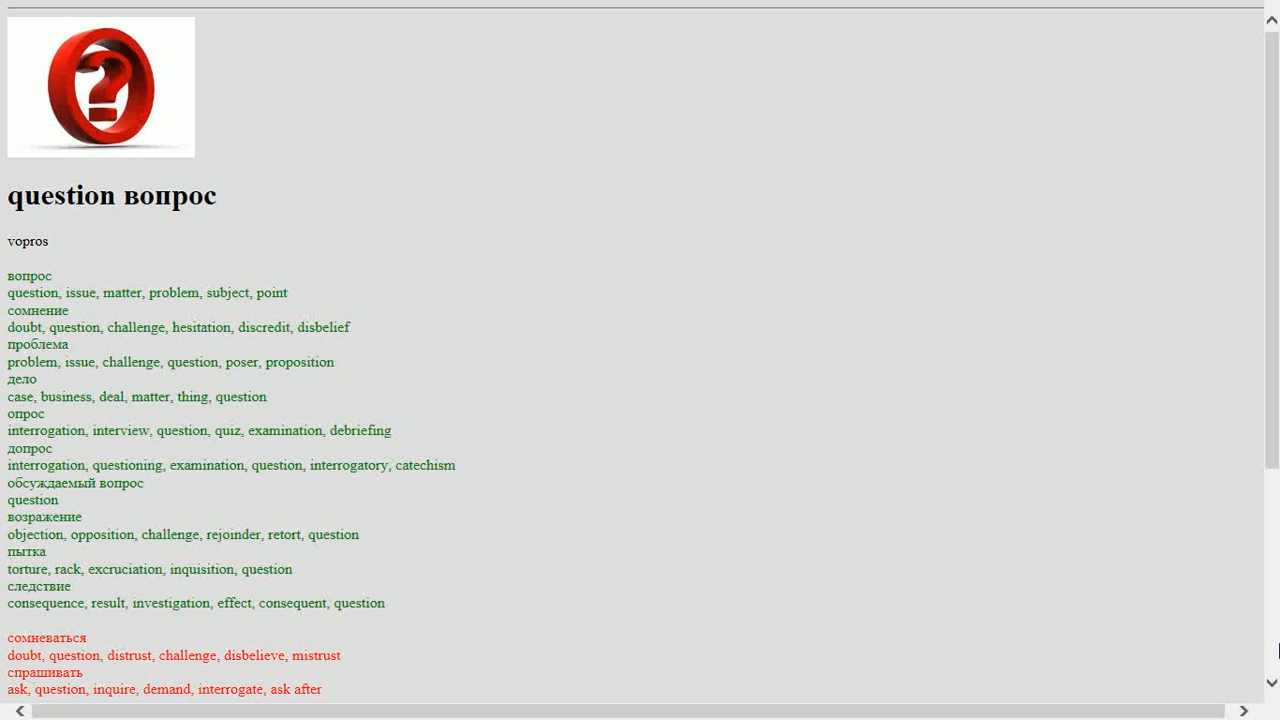 question вопрос
vopros
вопрос
question, issue, matter, problem, subject, point
сомнение
doubt, question, challenge, hesitation, discredit, disbelief
проблема
problem, issue, challenge, question, poser, proposition
дело
case, business, deal, matter, thing, question
опрос
interrogation, interview, question, quiz, examination, debriefing
допрос
interrogation, questioning, examination, question, interrogatory, catechism
обсуждаемый вопрос
question
возражение
objection, opposition, challenge, rejoinder, retort, question
пытка
torture, rack, excruciation, inquisition, question
следствие
consequence, result, investigation, effect, consequent, question
сомневаться
doubt, question, distrust, challenge, disbelieve, mistrust
спрашивать
ask, question, inquire, demand, interrogate, ask after